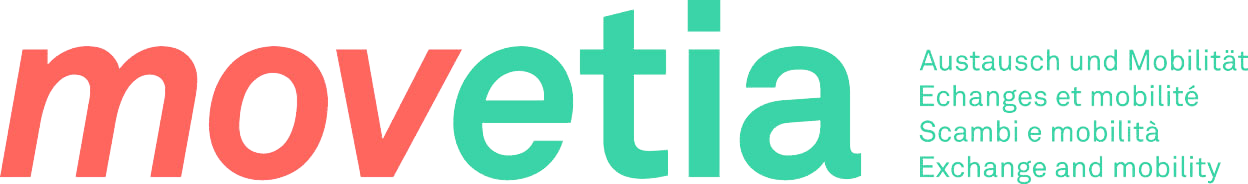 movetia
Austausch und Mobilität
Echanges et mobilité
Scambi e mobilità
Exchange and mobility